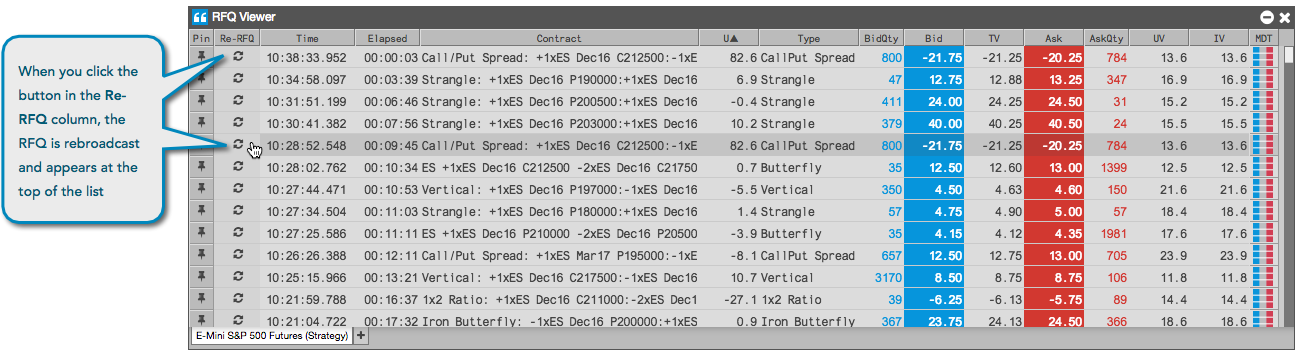 RFQ Viewer
Pin Re-RFQ Time Elapsed Contract U▲ Type BidQty Bid TV Ask AskQty UV IV MDT
When you click the
button in the Re-
RFQ column, the
RFQ is rebroadcast
and appears at the
top of the list
10:38:33.952 00:00:03 Call/Put Spread: +1xES Dec16 C212500:-1xE 82.6 CallPut Spread 800 -21.75 -21.25 -20.25 784 13.6 13.6
10:34:58.097 00:03:39 Strangle: +1xES Dec16 P190000:+1xES Dec16 6.9 Strangle 47 12.75 12.88 13.25 347 16.9 16.9
10:31:51.199 00:06:46 Strangle: +1xES Dec16 P200500:+1xES Dec16 -0.4 Strangle 411 24.00 24.25 24.50 31 15.2 15.2
10:30:41.382 00:07:56 Strangle: +1xES Dec16 P203000:+1xES Dec16 10.2 Strangle 379 40.00 40.25 40.50 24 15.5 15.5
10:28:52.548 00:09:45 Call/Put Spread: +1xES Dec16 C212500:-1xE 82.6 CallPut Spread 800 -21.75 -21.25 -20.25 784 13.6 13.6
10:28:02.762 00:10:34 ES +1xES Dec16 C212500 -2xES Dec16 C21750 0.7 Butterfly 35 12.50 12.60 13.00 1399 12.5 12.5
10:27:44.471 00:10:53 Vertical: +1xES Dec16 P197000:-1xES Dec16 -5.5 Vertical 350 4.50 4.63 4.60 150 21.6 21.6
10:27:34.504 00:11:03 Strangle: +1xES Dec16 P180000:+1xES Dec16 1.4 Strangle 57 4.75 4.90 5.00 57 18.4 18.4
10:27:25.586 00:11:11 ES +1xES Dec16 P210000 -2xES Dec16 P20500 -3.9 Butterfly 35 4.15 4.12 4.35 1981 17.6 17.6
10:26:26.388 00:12:11 Call/Put Spread: +1xES Mar17 P195000:-1xE -8.1 CallPut Spread 657 12.50 12.75 13.00 705 23.9 23.9
10:25:15.966 00:13:21 Vertical: +1xES Dec16 C217500:-1xES Dec16 10.7 Vertical 3170 8.50 8.75 8.75 106 11.8 11.8
10:21:59.788 00:16:37 1x2 Ratio: +1xES Dec16 C211000:-2xES Dec1 -27.1 1x2 Ratio 39 -6.25 -6.13 -5.75 89 14.4 14.4
10:21:04.722 00:17:32 Iron Butterfly: -1xES Dec16 P200000:+1xES 0.9 Iron Butterfly 367 23.75 24.13 24.50 366 18.6 18.6
E-Mini S&P 500 Futures (Strategy) +